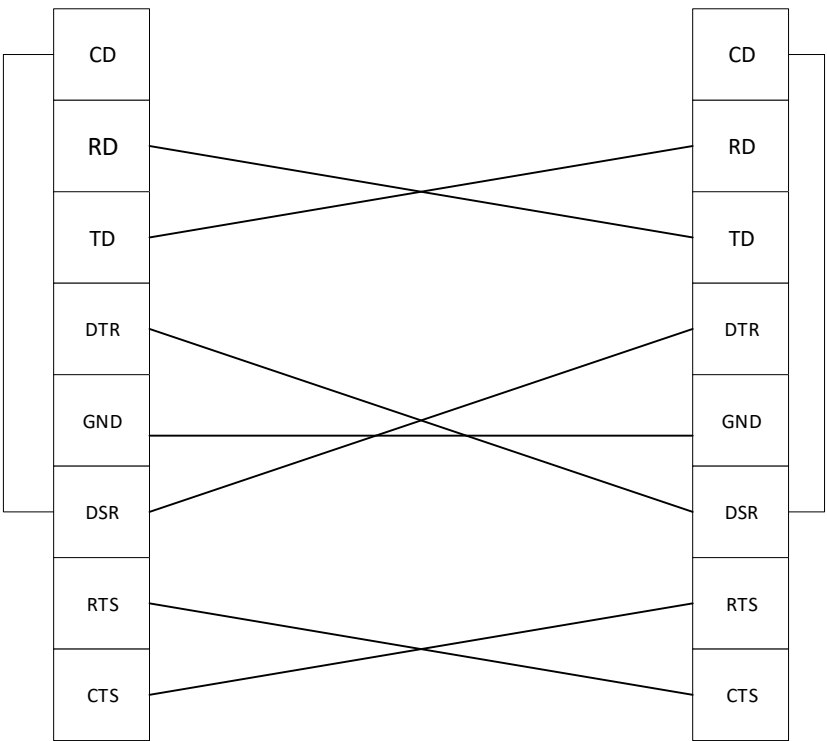 CD CD
RD RD
TD TD
DTR DTR
GND GND
DSR DSR
RTS RTS
CTS CTS